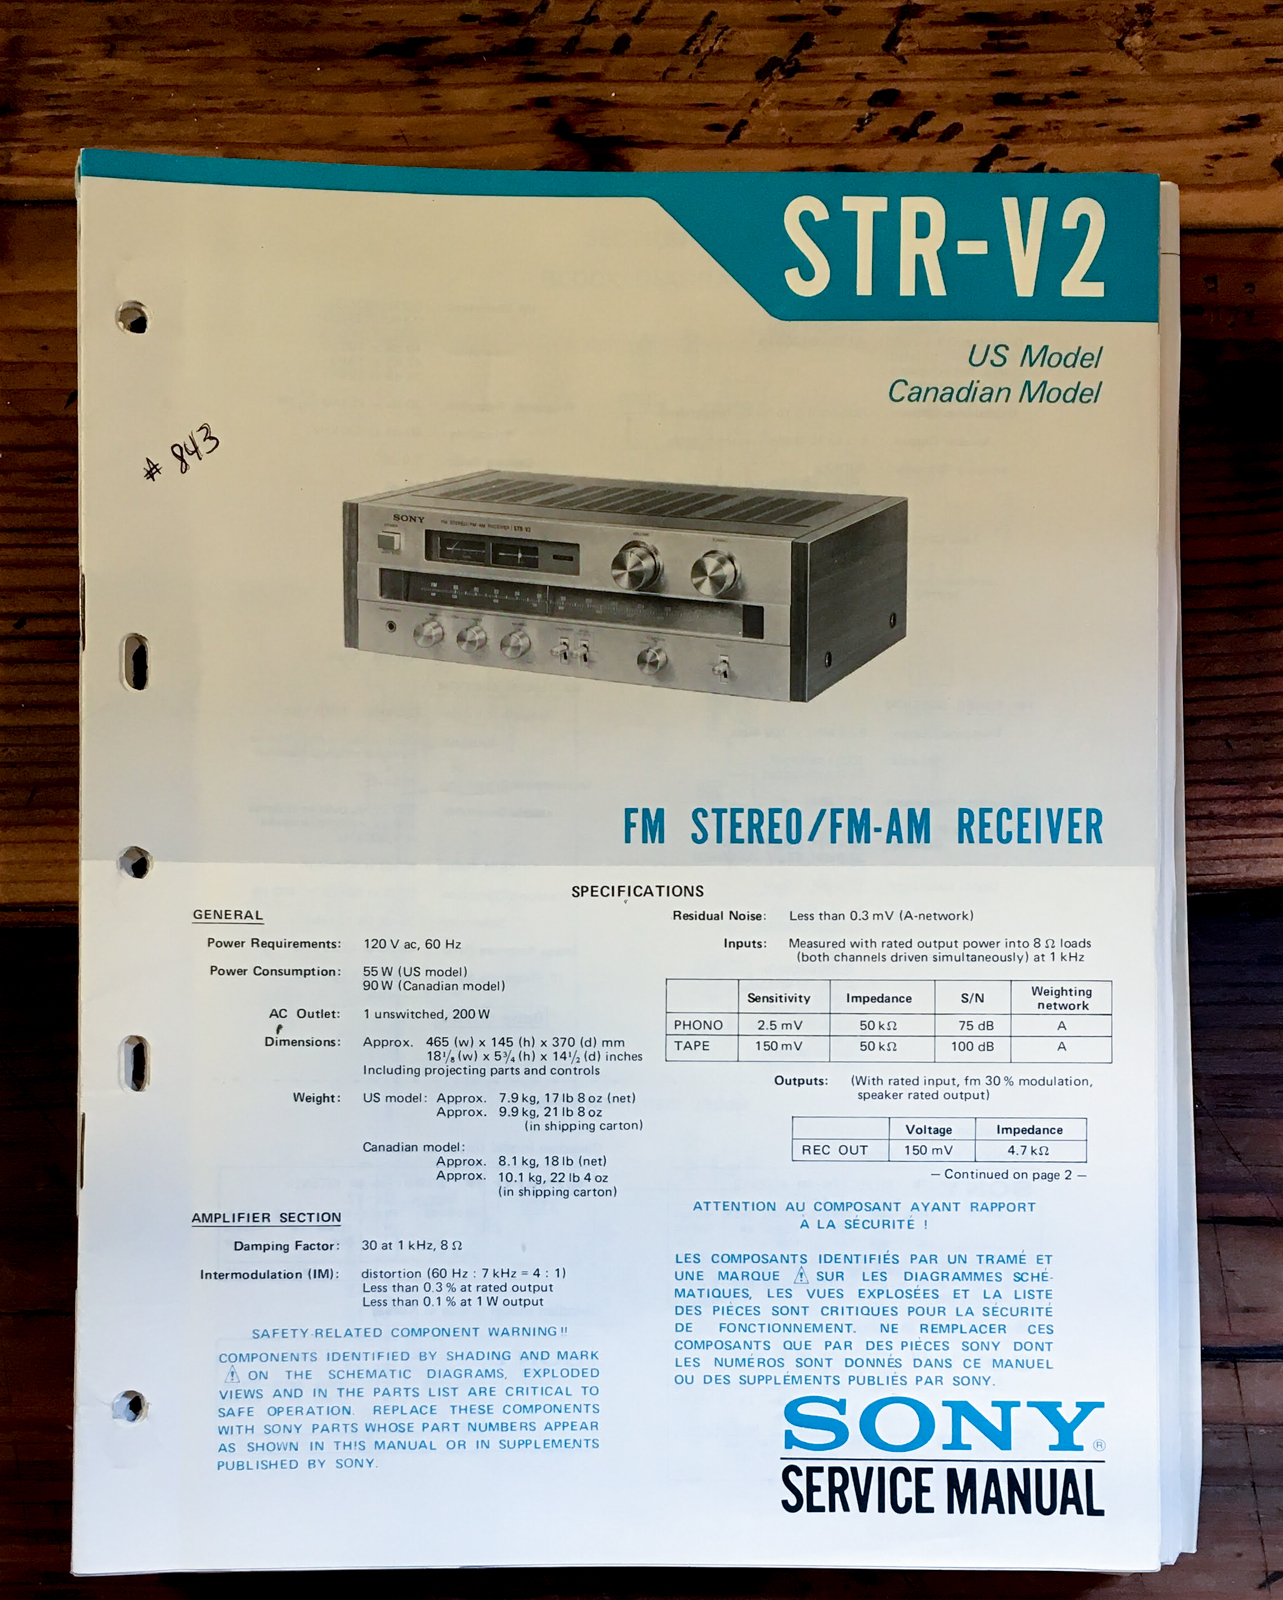 STR-V2
US Model
Canadian Model
# 843
SONY
FM STEREO/FM-AM RECEIVER
SPECIFICATIONS
GENERAL
Power Requirements: 120 V ac, 60 Hz
Power Consumption: 55 W (US model)
90 W (Canadian model)
AC Outlet: 1 unswitched, 200 W
Dimensions: Approx. 465 (w) x 145 (h) x 370 (d) mm
18 1/8 (w) x 5 3/4 (h) x 14 1/2 (d) inches
Including projecting parts and controls
Weight: US model: Approx. 7.9 kg, 17 lb 8 oz (net)
Approx. 9.9 kg, 21 lb 8 oz
(in shipping carton)
Canadian model:
Approx. 8.1 kg, 18 lb (net)
Approx. 10.1 kg, 22 lb 4 oz
(in shipping carton)
AMPLIFIER SECTION
Damping Factor: 30 at 1 kHz, 8 Ω
Intermodulation (IM): distortion (60 Hz : 7 kHz = 4 : 1)
Less than 0.3 % at rated output
Less than 0.1 % at 1 W output
SAFETY-RELATED COMPONENT WARNING!!
COMPONENTS IDENTIFIED BY SHADING AND MARK
⚠ ON THE SCHEMATIC DIAGRAMS, EXPLODED
VIEWS AND IN THE PARTS LIST ARE CRITICAL TO
SAFE OPERATION. REPLACE THESE COMPONENTS
WITH SONY PARTS WHOSE PART NUMBERS APPEAR
AS SHOWN IN THIS MANUAL OR IN SUPPLEMENTS
PUBLISHED BY SONY.
Residual Noise: Less than 0.3 mV (A-network)
Inputs: Measured with rated output power into 8 Ω loads
(both channels driven simultaneously) at 1 kHz
Sensitivity Impedance S/N Weighting network
PHONO 2.5 mV 50 kΩ 75 dB A
TAPE 150 mV 50 kΩ 100 dB A
Outputs: (With rated input, fm 30 % modulation,
speaker rated output)
Voltage Impedance
REC OUT 150 mV 4.7 kΩ
— Continued on page 2 —
ATTENTION AU COMPOSANT AYANT RAPPORT
À LA SÉCURITÉ !
LES COMPOSANTS IDENTIFIÉS PAR UN TRAMÉ ET
UNE MARQUE ⚠ SUR LES DIAGRAMMES SCHÉ-
MATIQUES, LES VUES EXPLOSÉES ET LA LISTE
DES PIÈCES SONT CRITIQUES POUR LA SÉCURITÉ
DE FONCTIONNEMENT. NE REMPLACER CES
COMPOSANTS QUE PAR DES PIÈCES SONY DONT
LES NUMÉROS SONT DONNÉS DANS CE MANUEL
OU DES SUPPLÉMENTS PUBLIÉS PAR SONY.
SONY®
SERVICE MANUAL